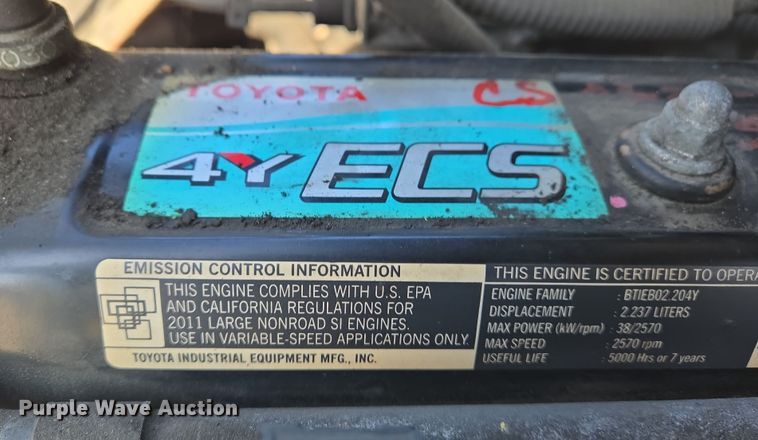 TOYOTA CS
4Y ECS
EMISSION CONTROL INFORMATION
THIS ENGINE COMPLIES WITH U.S. EPA
AND CALIFORNIA REGULATIONS FOR
2011 LARGE NONROAD SI ENGINES.
USE IN VARIABLE-SPEED APPLICATIONS ONLY.
TOYOTA INDUSTRIAL EQUIPMENT MFG., INC.
THIS ENGINE IS CERTIFIED TO OPERA
ENGINE FAMILY : BTIEB02.204Y
DISPLACEMENT : 2.237 LITERS
MAX POWER (kW/rpm) : 38/2570
MAX SPEED : 2570 rpm
USEFUL LIFE : 5000 Hrs or 7 years
Purple Wave Auction